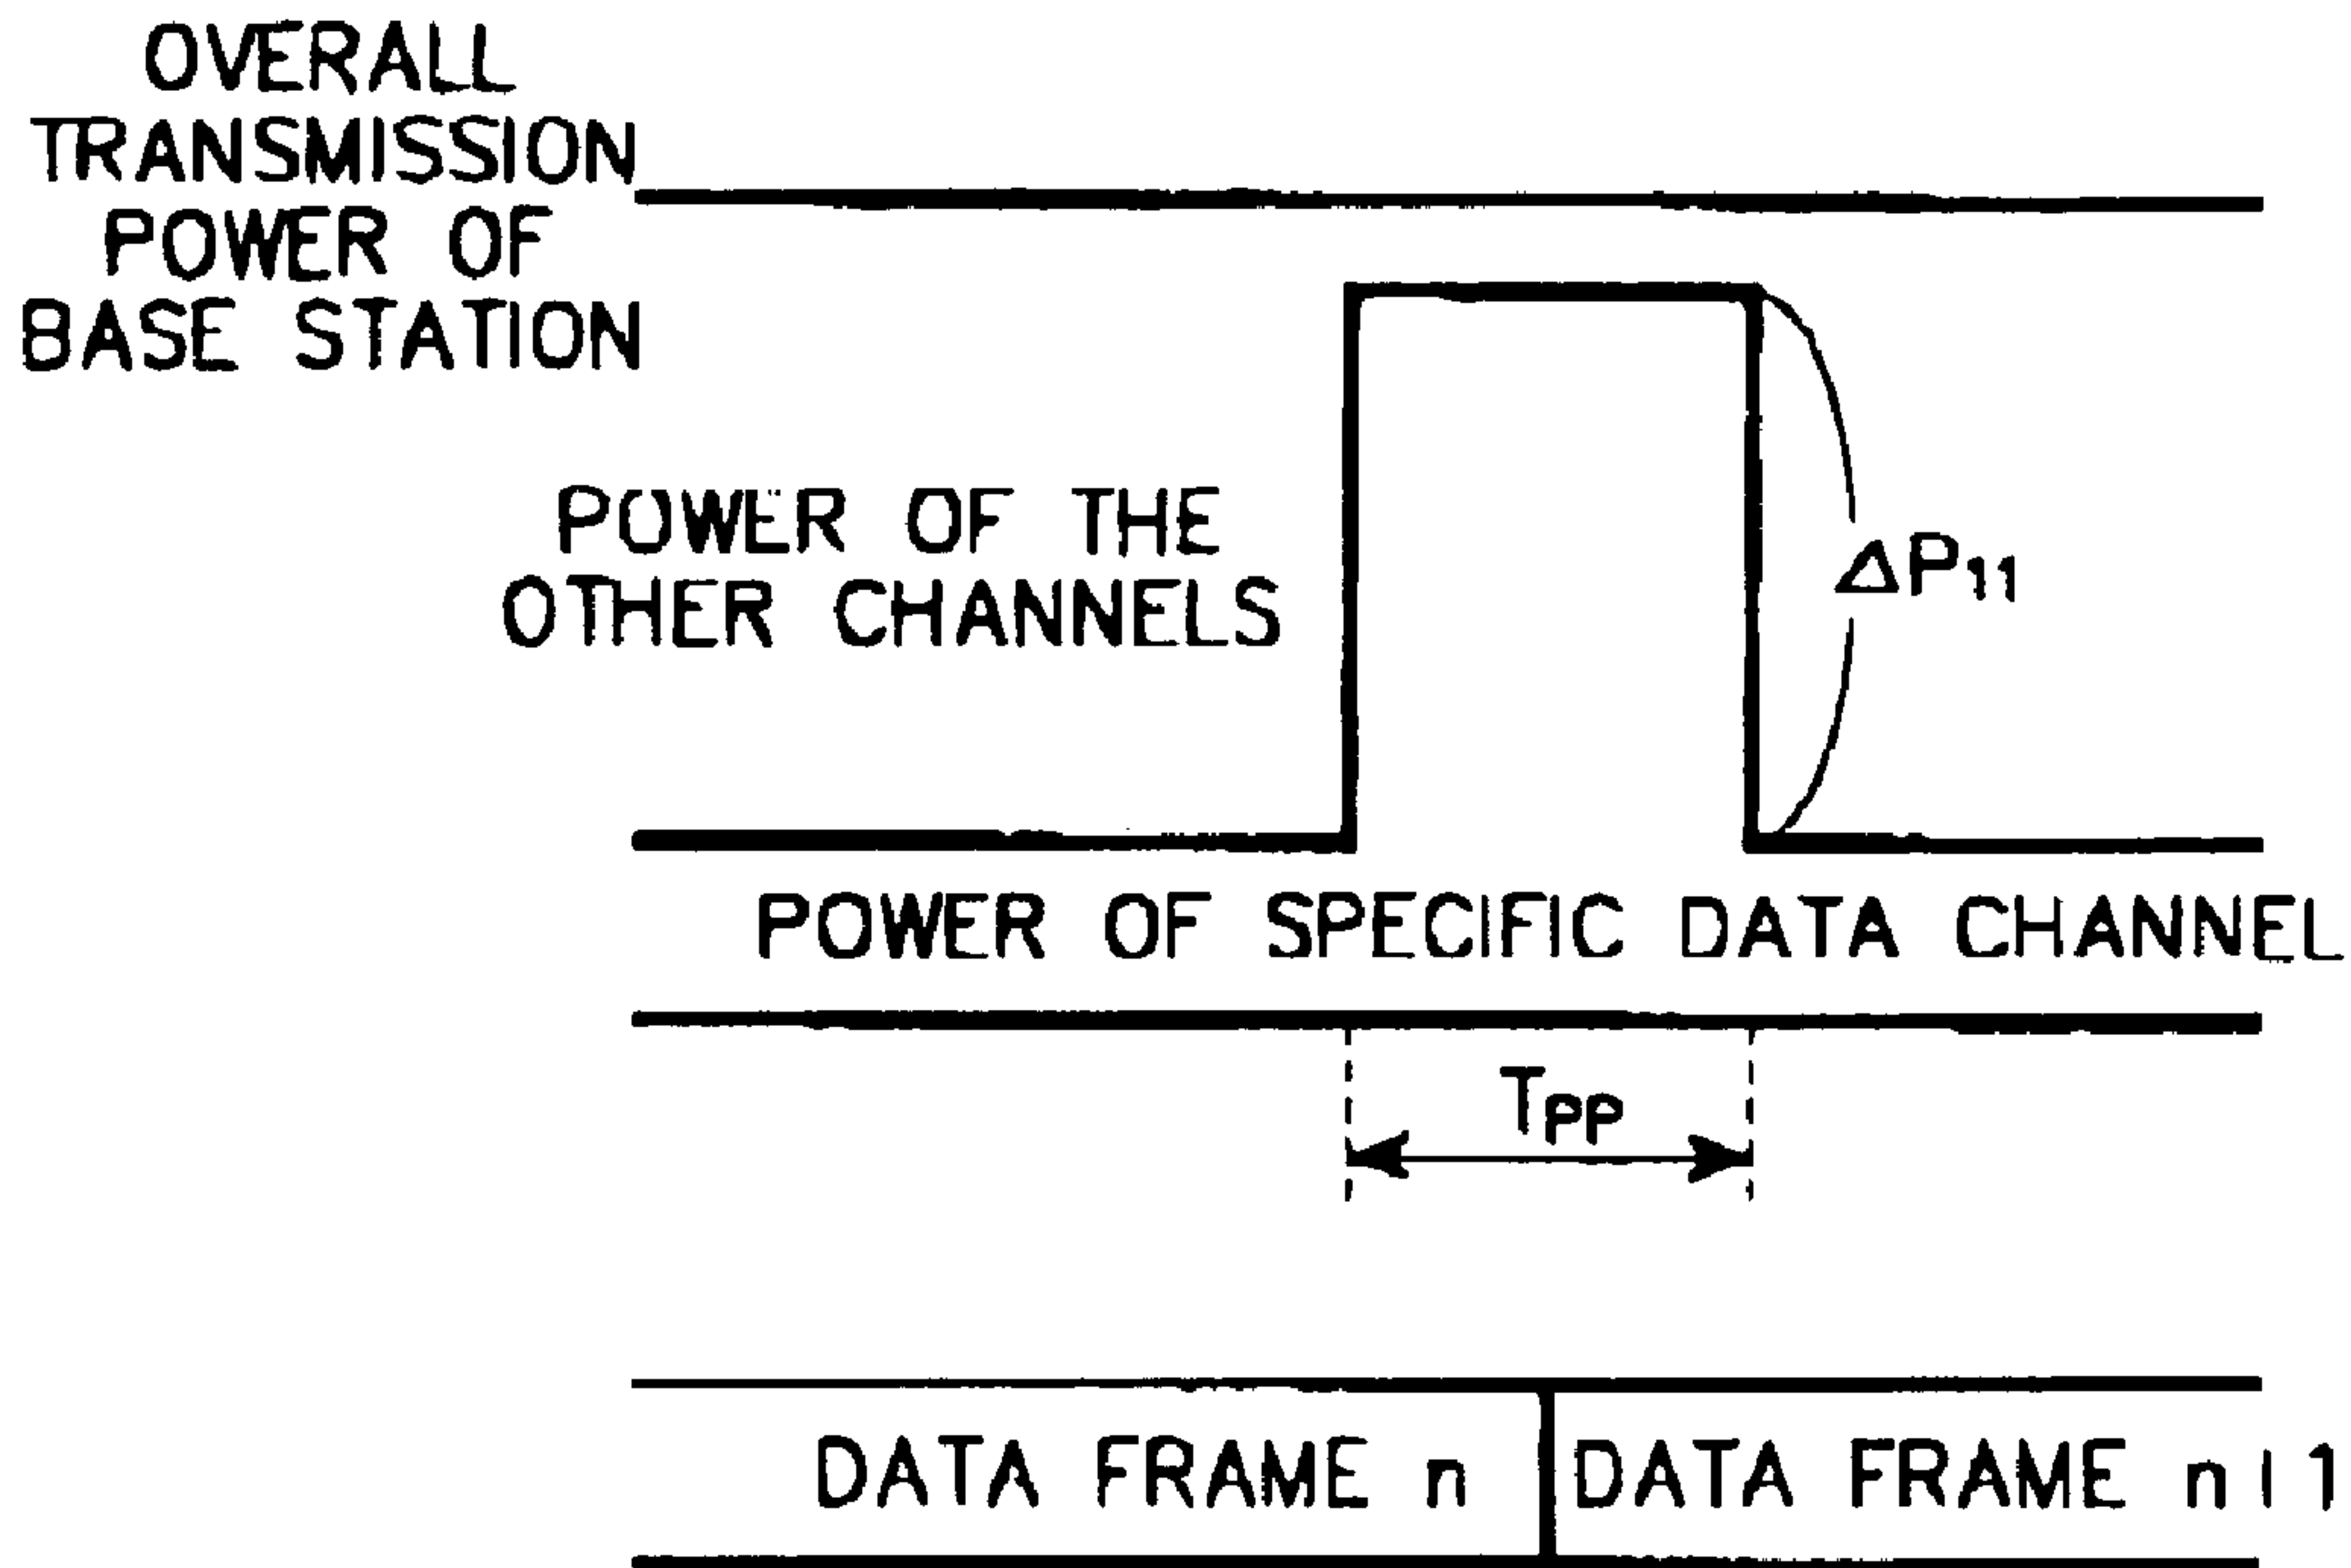 OVERALL
TRANSMISSION
POWER OF
BASE STATION
POWER OF THE
OTHER CHANNELS
ΔP11
POWER OF SPECIFIC DATA CHANNEL
TPP
DATA FRAME n
DATA FRAME n 1